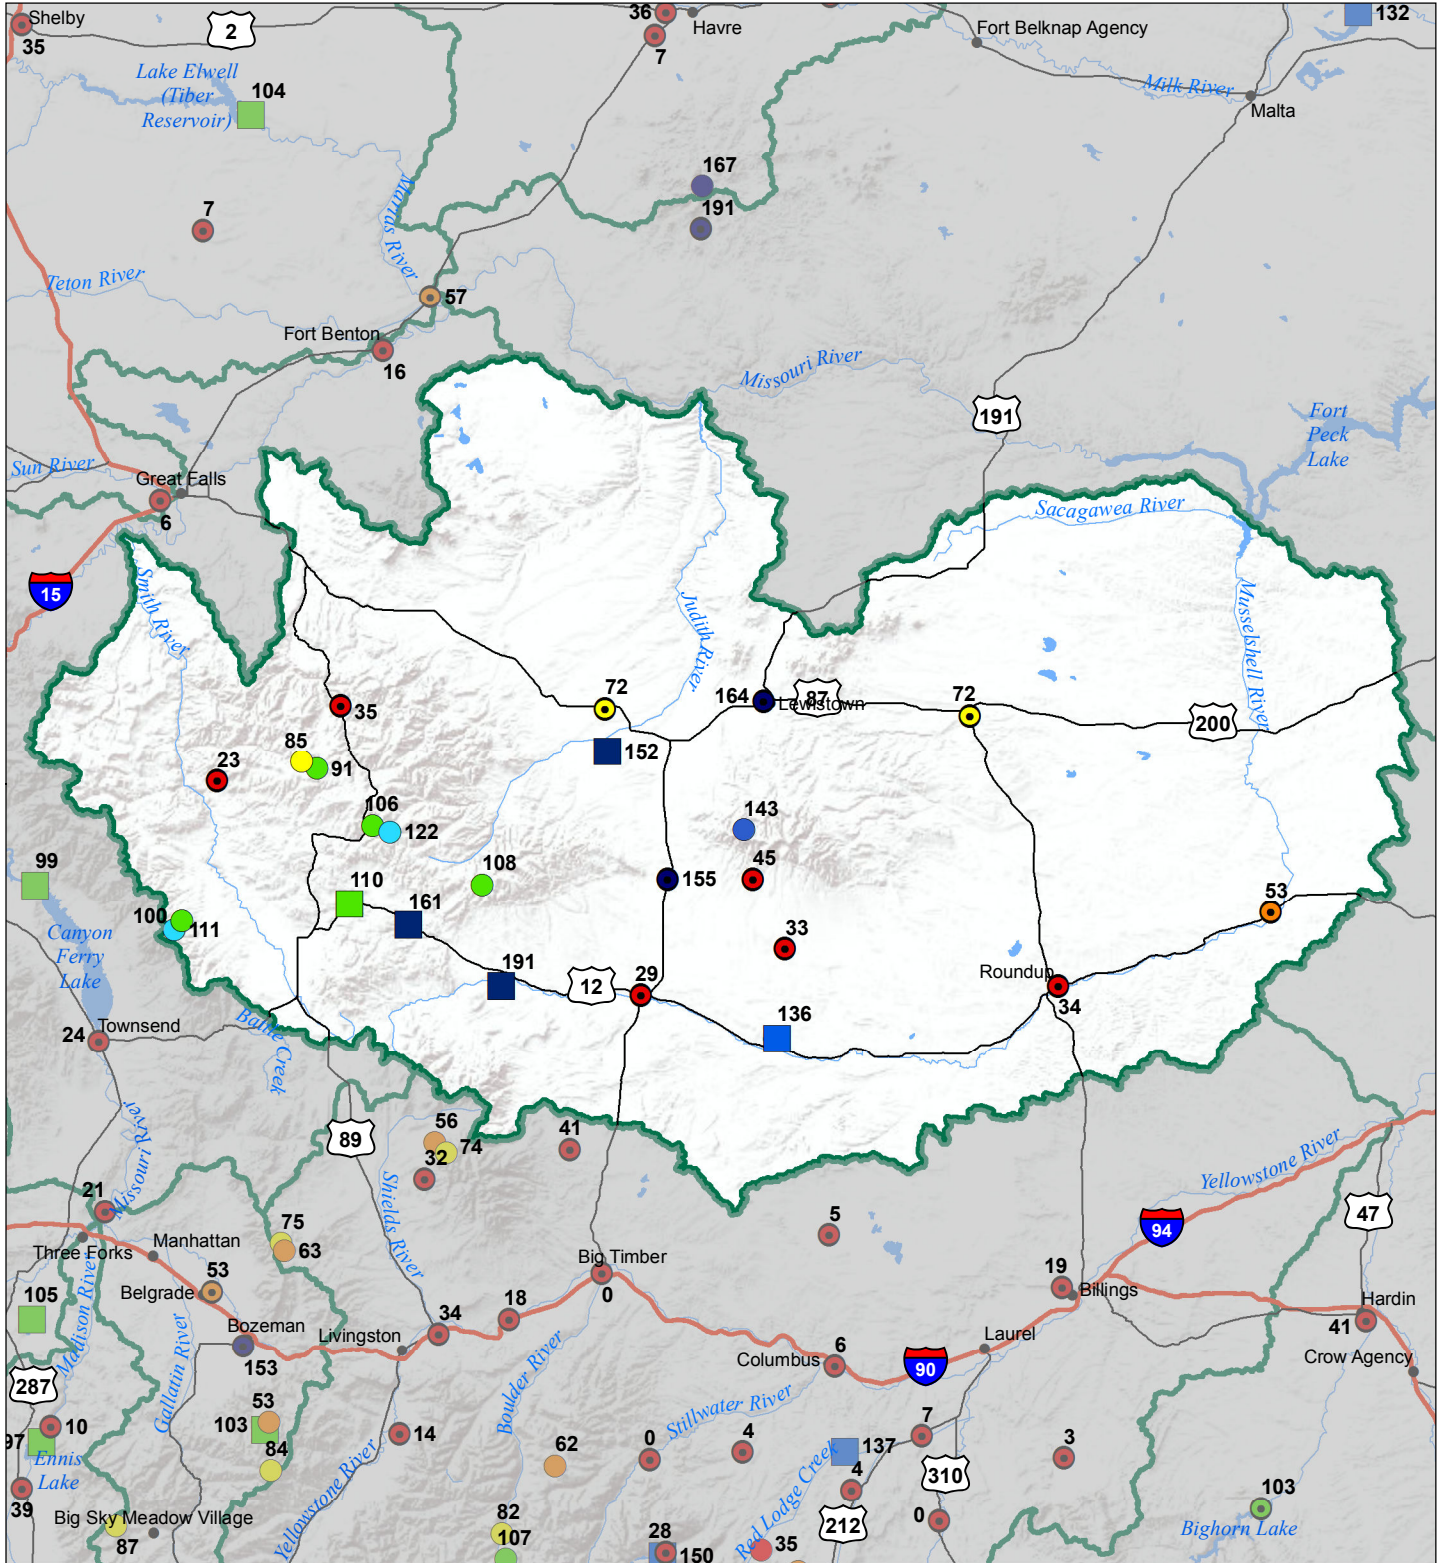 Shelby
35
2
36
Havre
7
Fort Belknap Agency
132
Lake Elwell
(Tiber
Reservoir)
104
Milk River
Malta
167
191
7
Marias River
Teton River
57
Fort Benton
16
Missouri River
191
Fort
Peck
Lake
Sun River
Great Falls
6
Sacagawea River
15
Smith River
Judith River
Musselshell River
72
164
87
Lewistown
72
200
35
152
85
91
23
106
122
143
99
108
45
110
155
161
53
100
111
Canyon
Ferry
Lake
33
191
12
29
Roundup
34
136
24
Townsend
Battle Creek
Missouri River
89
56
74
41
32
Yellowstone River
21
Shields River
47
94
Three Forks
Manhattan
75
63
5
Big Timber
0
53
Belgrade
19
Billings
105
Madison River
Gallatin River
Bozeman
153
Livingston
34
18
Hardin
41
Laurel
Columbus
6
90
Crow Agency
287
Boulder River
Stillwater River
10
53
103
97
Ennis
Lake
14
84
62
0
4
137
7
3
310
39
Yellowstone River
Red Lodge Creek
4
103
Big Sky Meadow Village
87
82
107
28
150
35
212
0
Bighorn Lake